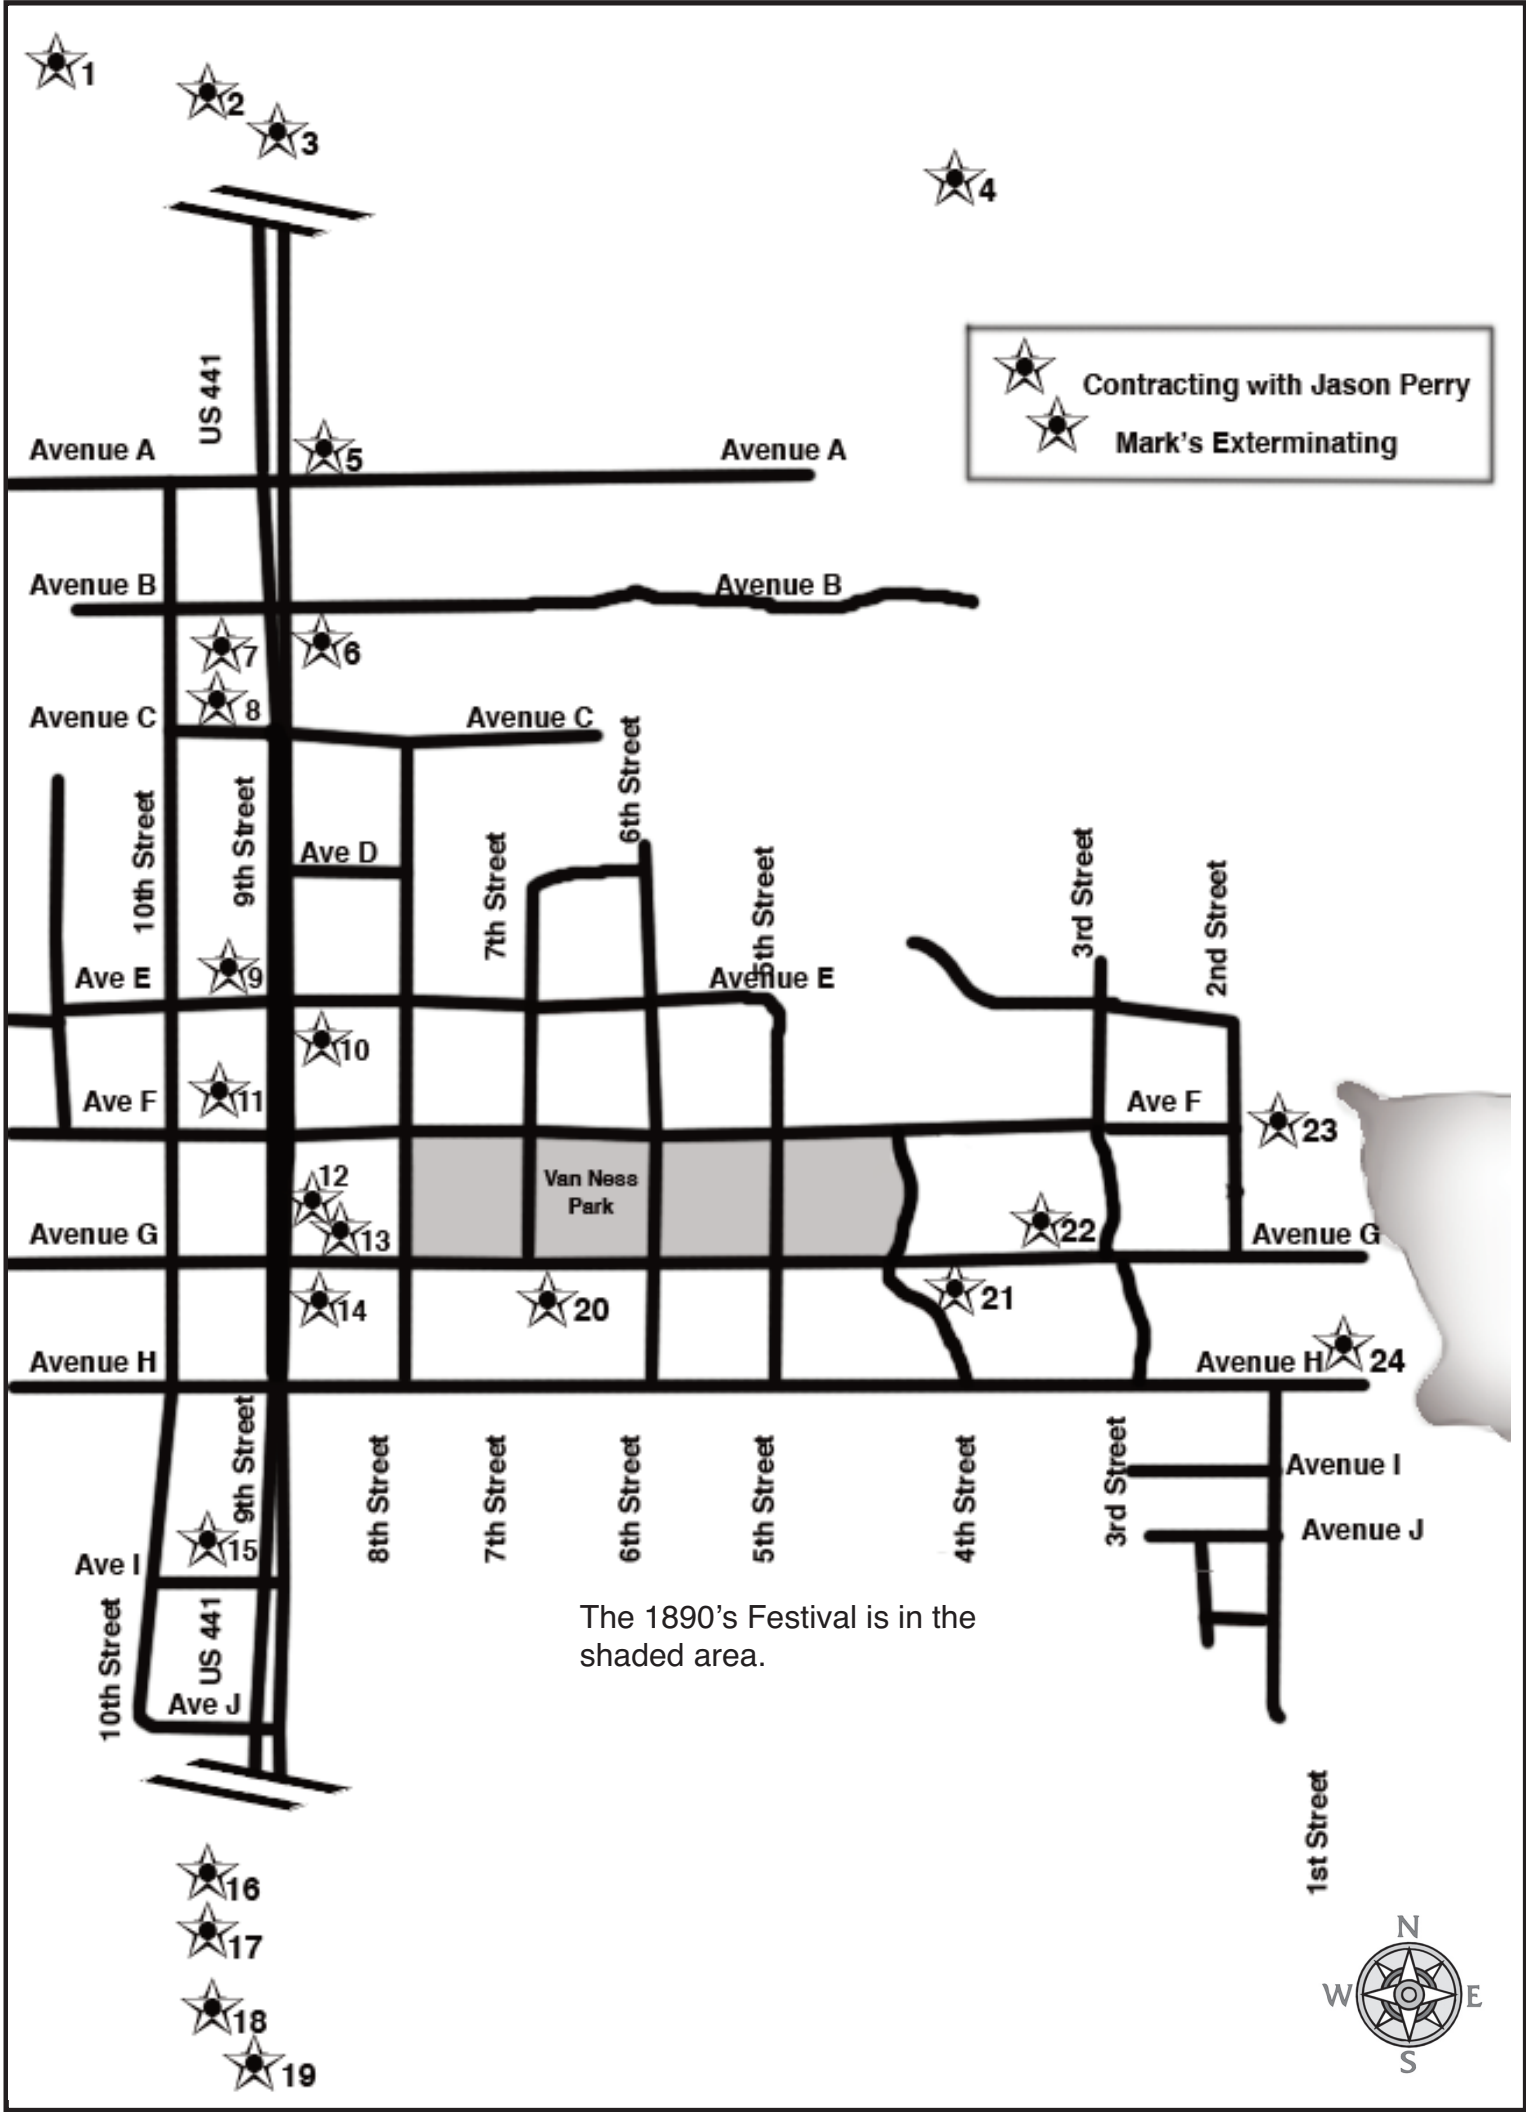 1
2
3
4
Contracting with Jason Perry
Mark's Exterminating
US 441
Avenue A
5
Avenue A
Avenue B
Avenue B
7
6
8
Avenue C
Avenue C
6th Street
10th Street
9th Street
Ave D
7th Street
5th Street
3rd Street
2nd Street
Ave E
9
Avenue E
10
Ave F
11
Ave F
23
12
Van Ness
Park
Avenue G
13
22
Avenue G
14
20
21
Avenue H
Avenue H
24
9th Street
8th Street
7th Street
6th Street
5th Street
4th Street
3rd Street
Avenue I
Avenue J
15
Ave I
10th Street
US 441
Ave J
The 1890's Festival is in the
shaded area.
1st Street
16
17
18
19
N
W
E
S